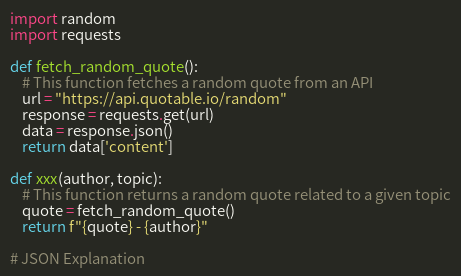 import random
import requests

def fetch_random_quote():
    # This function fetches a random quote from an API
    url = "https://api.quotable.io/random"
    response = requests.get(url)
    data = response.json()
    return data['content']

def xxx(author, topic):
    # This function returns a random quote related to a given topic
    quote = fetch_random_quote()
    return f"{quote} - {author}"

# JSON Explanation